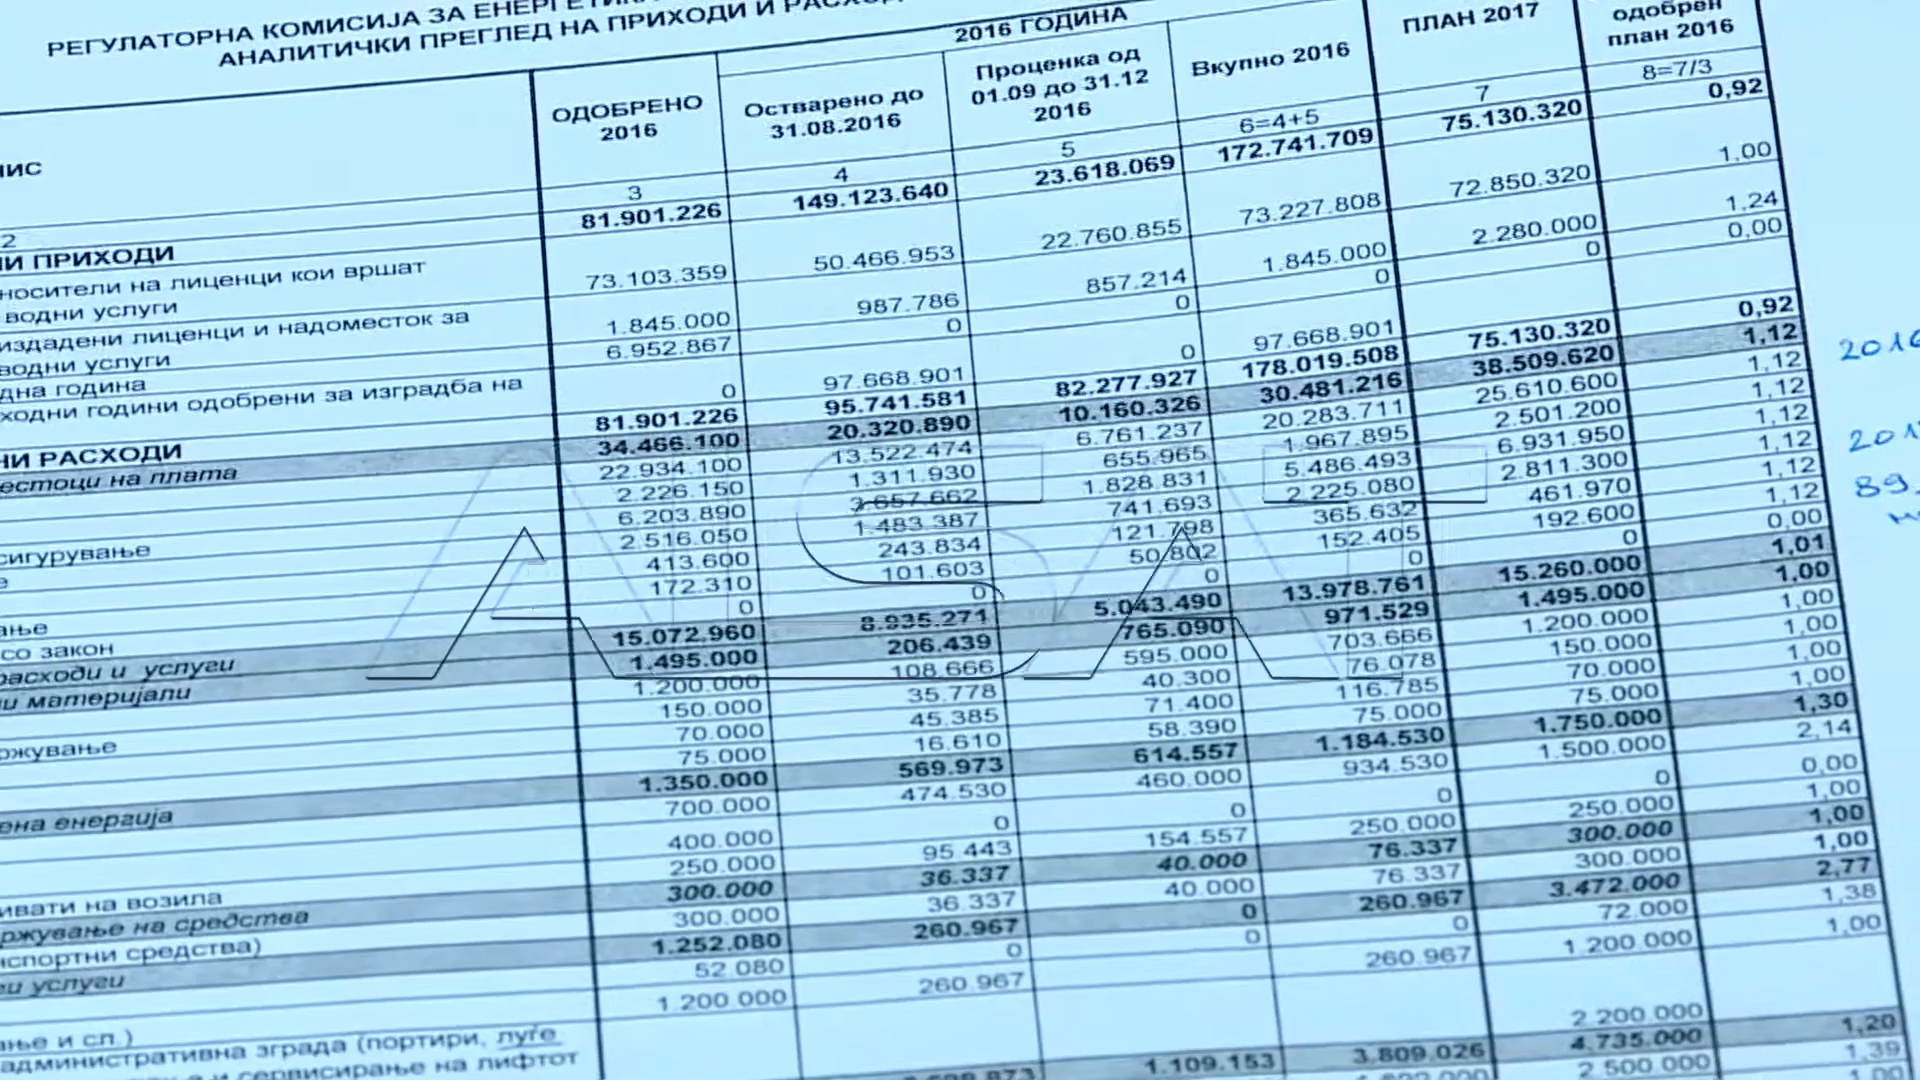 РЕГУЛАТОРНА КОМИСИЈА ЗА
АНАЛИТИЧКИ ПРЕГЛЕД НА ПРИХОДИ И
ОДОБРЕНО 2016
2016 ГОДИНА
Остварено до 31.08.2016
Проценка од 01.09 до 31.12 2016
Вкупно 2016
ПЛАН 2017
одобрен план 2016
2 3 4 5 6=4+5 7 8=7/3
ПРИХОДИ 81.901.226 149.123.640 23.618.069 172.741.709 75.130.320 0,92
носители на лиценци кои вршат
водни услуги 73.103.359 50.466.953 22.760.855 73.227.808 72.850.320 1,00
издадени лиценци и надоместок за
водни услуги 1.845.000 987.786 857.214 1.845.000 2.280.000 1,24
дна година 6.952.867 0 0 0 0 0,00
ходни години одобрени за изградба на
0 97.668.901 0 97.668.901
РАСХОДИ 81.901.226 95.741.581 82.277.927 178.019.508 75.130.320 0,92
естоци на плата 34.466.100 20.320.890 10.160.326 30.481.216 38.509.620 1,12
22.934.100 13.522.474 6.761.237 20.283.711 25.610.600 1,12
2.226.150 1.311.930 655.965 1.967.895 2.501.200 1,12
6.203.890 3.657.662 1.828.831 5.486.493 6.931.950 1,12
сигурување 2.516.050 1.483.387 741.693 2.225.080 2.811.300 1,12
413.600 243.834 121.798 365.632 461.970 1,12
172.310 101.603 50.802 152.405 192.600 1,12
0 0 0 0 0 0,00
со закон
расходи и услуги 15.072.960 8.935.271 5.043.490 13.978.761 15.260.000 1,01
материјали 1.495.000 206.439 765.090 971.529 1.495.000 1,00
1.200.000 108.666 595.000 703.666 1.200.000 1,00
150.000 35.778 40.300 76.078 150.000 1,00
70.000 45.385 71.400 116.785 70.000 1,00
75.000 16.610 58.390 75.000 75.000 1,00
ена енергија 1.350.000 569.973 614.557 1.184.530 1.750.000 1,30
700.000 474.530 460.000 934.530 1.500.000 2,14
400.000 0 0 0 0 0,00
ивати на возила 250.000 95.443 154.557 250.000 250.000 1,00
ржување на средства 300.000 36.337 40.000 76.337 300.000 1,00
нспортни средства) 300.000 36.337 40.000 76.337 300.000 1,00
услуги 1.252.080 260.967 0 260.967 3.472.000 2,77
52.080 0 0 0 72.000 1,38
1.200.000 260.967 260.967 1.200.000 1,00
административна зграда (портири, луѓе
и сервисирање на лифтот
2.200.000
1.109.153 3.809.026 4.735.000 1,20
2.500.000 1,39
АСАТ